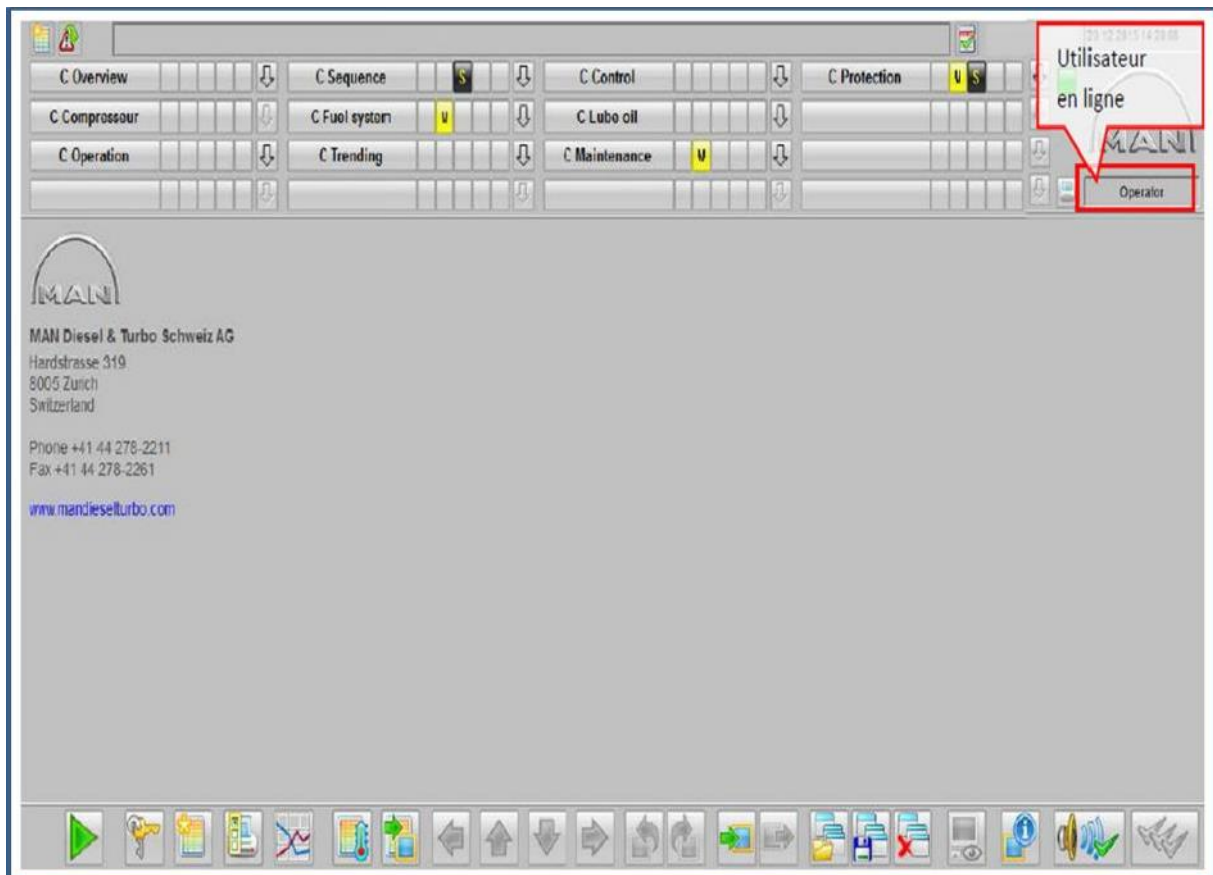 Utilisateur
en ligne
C Overview
C Sequence
S
C Control
C Protection
W
S
C Compressour
C Fuel system
W
C Lubo oil
C Operation
C Trending
C Maintenance
W
MAN
Operator
MAN
MAN Diesel & Turbo Schweiz AG
Hardstrasse 319
8005 Zurich
Switzerland
Phone +41 44 278-2211
Fax +41 44 278-2261
www.mandieselturbo.com